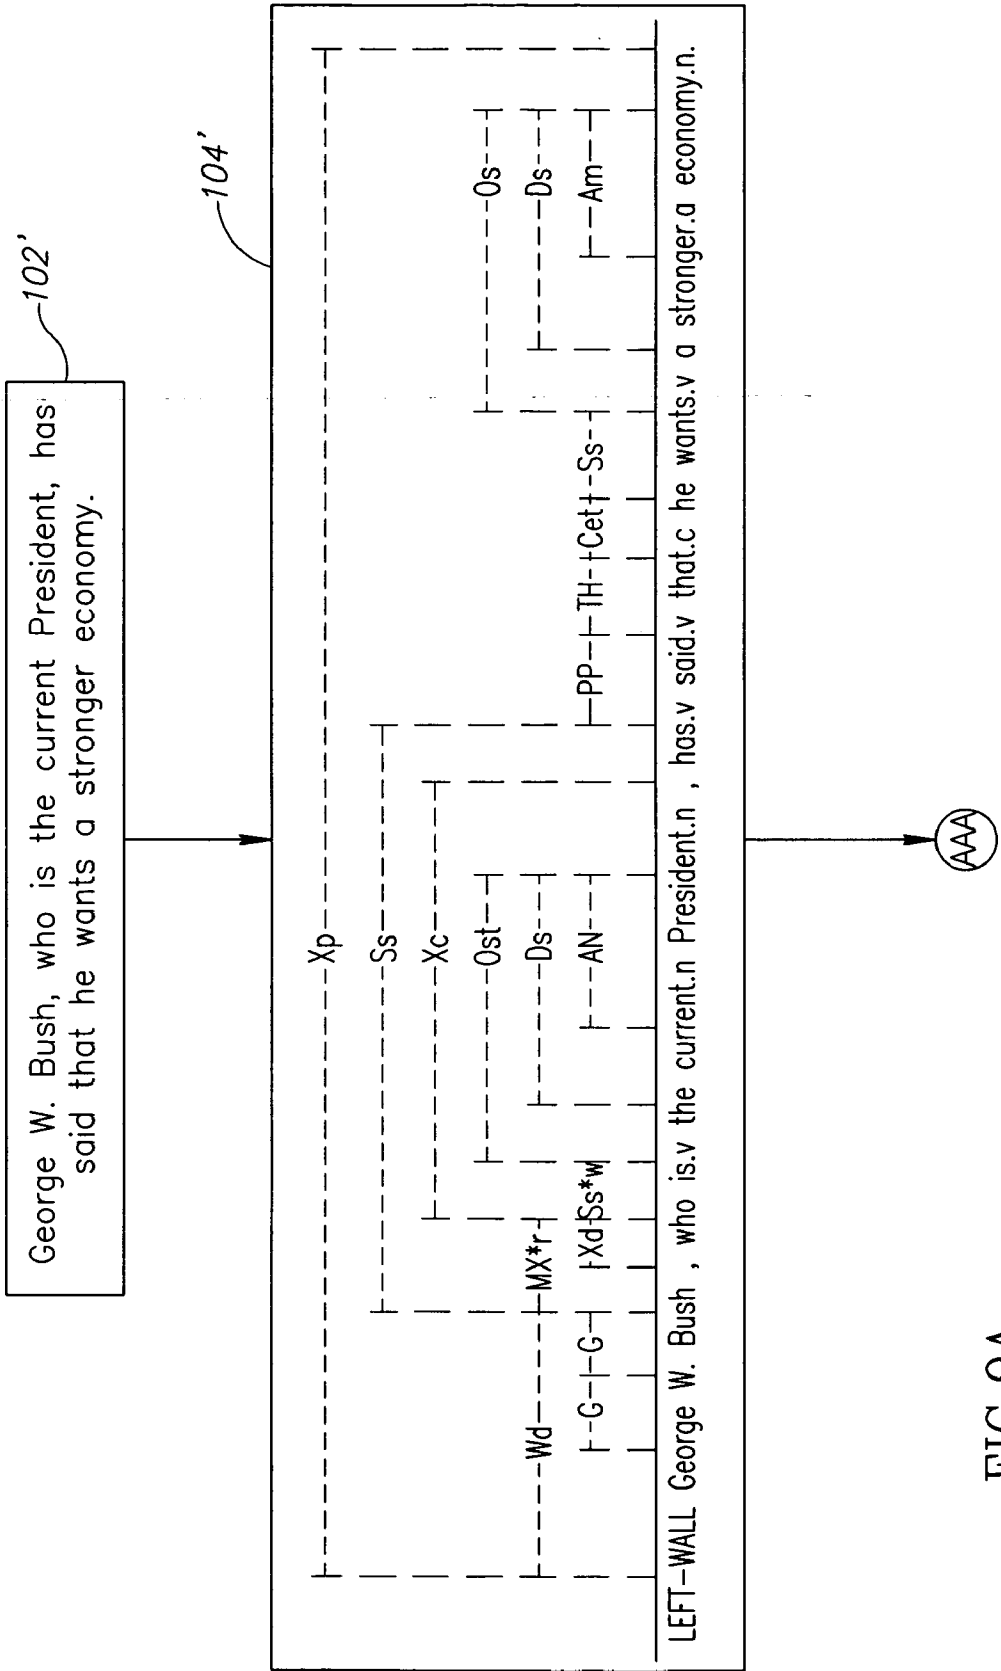 George W. Bush, who is the current President, has
said that he wants a stronger economy.
102'
104'
Xp
Ss
Xc
Ost Os
Wd MX*r Ds Ds
G G Xd Ss*w AN PP TH Cet Ss Am
LEFT-WALL George W. Bush , who is.v the current.n President.n , has.v said.v that.c he wants.v a stronger.a economy.n.
AAA